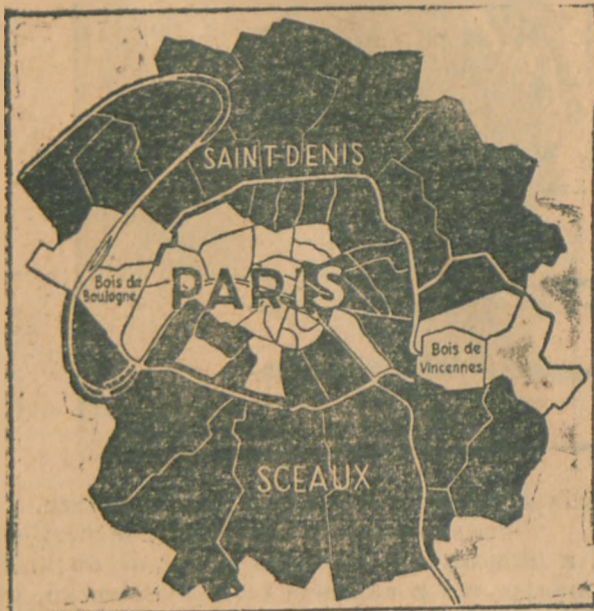 SAINT-DENIS
Bois de
Boulogne
PARIS
Bois de
Vincennes
SCEAUX